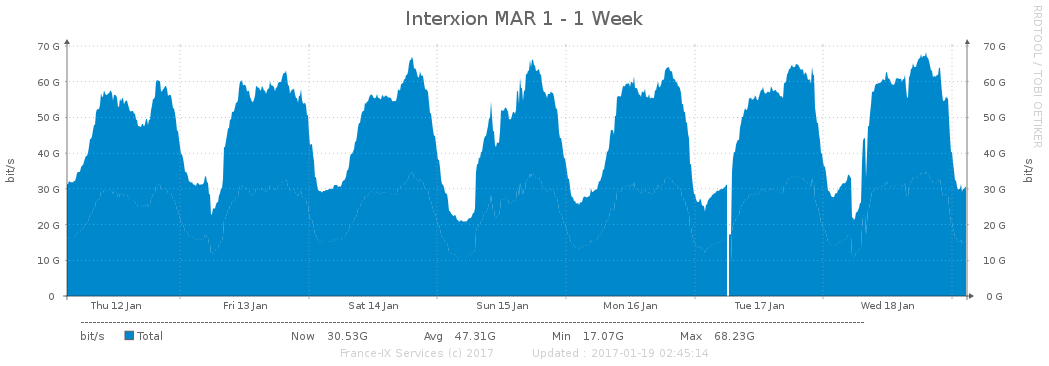 Interxion MAR 1 - 1 Week
RRDTOOL / TOBI OETIKER
bit/s
70 G
60 G
50 G
40 G
30 G
20 G
10 G
0
70 G
60 G
50 G
40 G
30 G
20 G
10 G
0 G
bit/s
Thu 12 Jan Fri 13 Jan Sat 14 Jan Sun 15 Jan Mon 16 Jan Tue 17 Jan Wed 18 Jan
bit/s Total Now 30.53G Avg 47.31G Min 17.07G Max 68.23G
France-IX Services (c) 2017 Updated : 2017-01-19 02:45:14